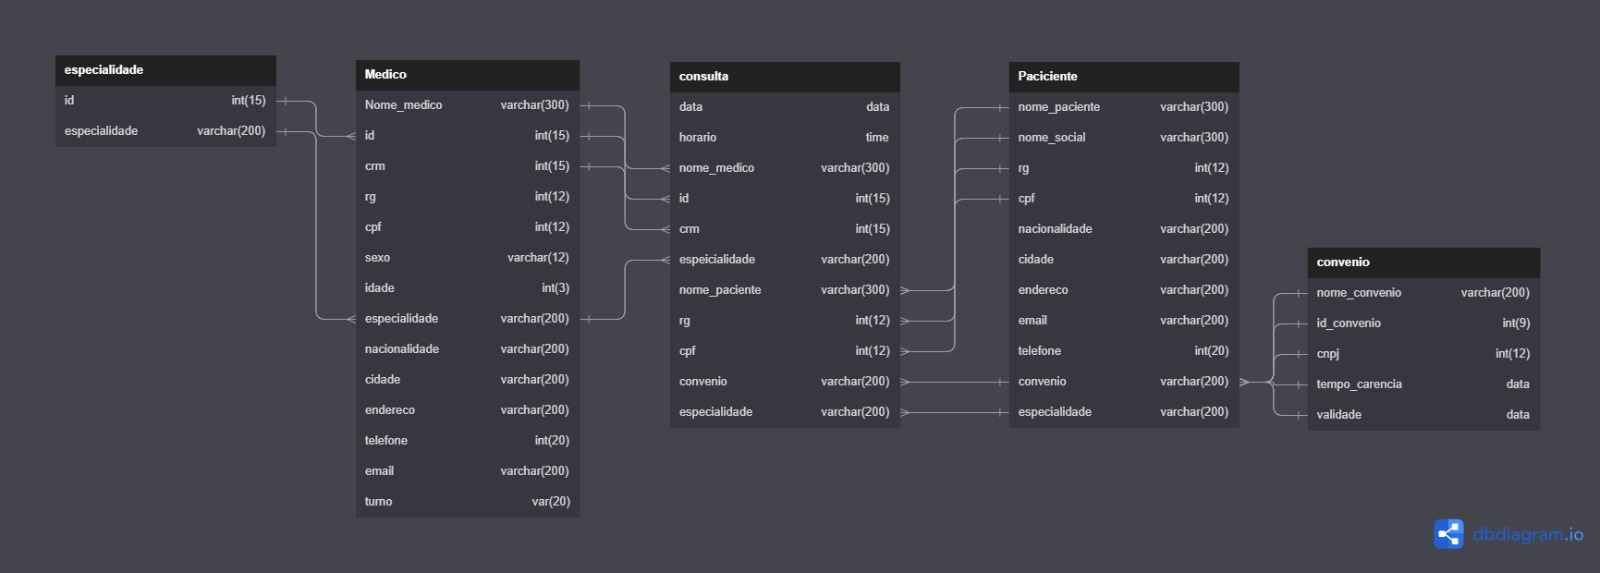 especialidade
id int(15)
especialidade varchar(200)
Medico
Nome_medico varchar(300)
id int(15)
crm int(15)
rg int(12)
cpf int(12)
sexo varchar(12)
idade int(3)
especialidade varchar(200)
nacionalidade varchar(200)
cidade varchar(200)
endereco varchar(200)
telefone int(20)
email varchar(200)
turno var(20)
consulta
data data
horario time
nome_medico varchar(300)
id int(15)
crm int(15)
espeicialidade varchar(200)
nome_paciente varchar(300)
rg int(12)
cpf int(12)
convenio varchar(200)
especialidade varchar(200)
Paciciente
nome_paciente varchar(300)
nome_social varchar(300)
rg int(12)
cpf int(12)
nacionalidade varchar(200)
cidade varchar(200)
endereco varchar(200)
email varchar(200)
telefone int(20)
convenio varchar(200)
especialidade varchar(200)
convenio
nome_convenio varchar(200)
id_convenio int(9)
cnpj int(12)
tempo_carencia data
validade data
dbdiagram.io